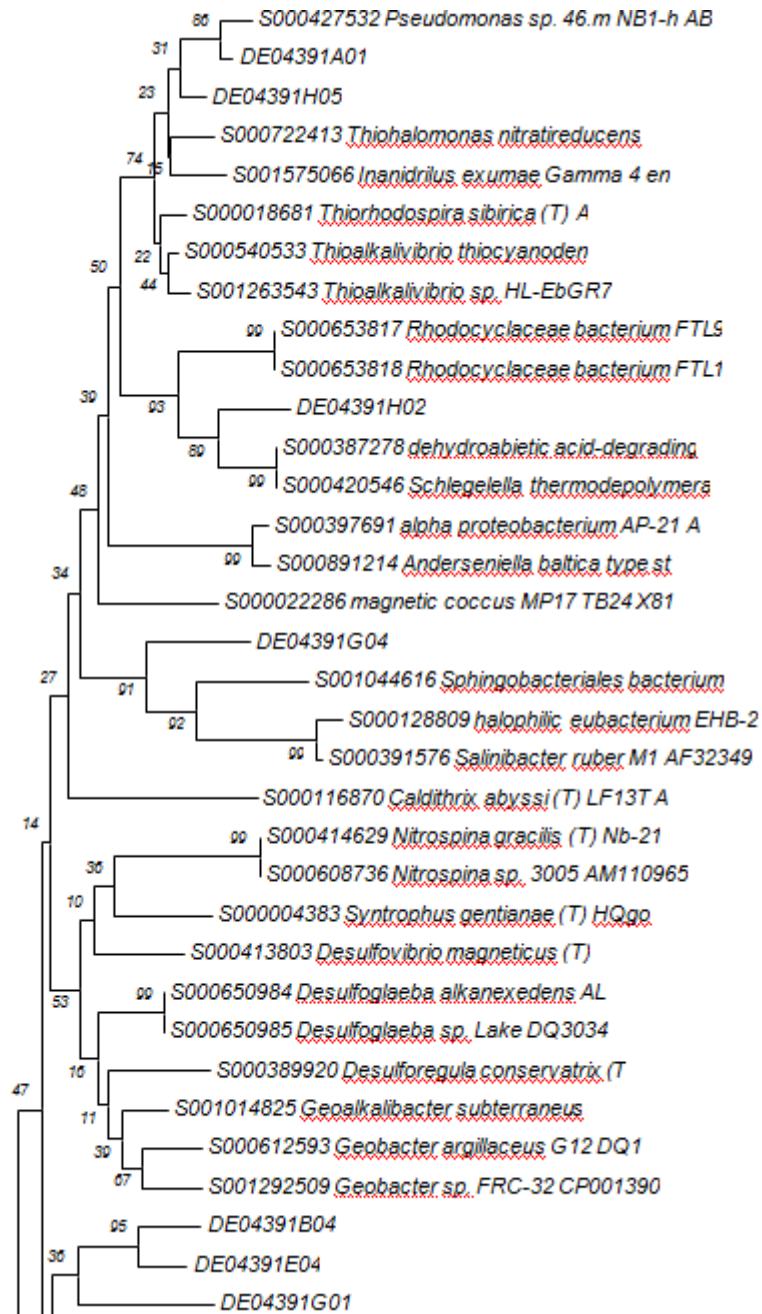 86
S000427532 Pseudomonas sp. 46.m NB1-h AB
31
DE04391A01
23
DE04391H05
S000722413 Thiohalomonas nitratireducens
74
15
S001575066 Inanidrilus exumae Gamma 4 en
S000018681 Thiorhodospira sibirica (T) A
22
S000540533 Thioalkalivibrio thiocyanoden
50
44
S001263543 Thioalkalivibrio sp. HL-EbGR7
99
S000653817 Rhodocyclaceae bacterium FTL9
S000653818 Rhodocyclaceae bacterium FTL1
39
93
DE04391H02
89
S000387278 dehydroabietic acid-degrading
99
S000420546 Schlegelella thermodepolymera
48
S000397691 alpha proteobacterium AP-21 A
99
S000891214 Anderseniella baltica type st
34
S000022286 magnetic coccus MP17 TB24 X81
DE04391G04
27
91
S001044616 Sphingobacteriales bacterium
92
S000128809 halophilic eubacterium EHB-2
99
S000391576 Salinibacter ruber M1 AF32349
S000116870 Caldithrix abyssi (T) LF13T A
14
99
S000414629 Nitrospina gracilis (T) Nb-21
36
S000608736 Nitrospina sp. 3005 AM110965
10
S000004383 Syntrophus gentianae (T) HQgo
S000413803 Desulfovibrio magneticus (T)
53
99
S000650984 Desulfoglaeba alkanexedens AL
S000650985 Desulfoglaeba sp. Lake DQ3034
16
S000389920 Desulforegula conservatrix (T
47
11
S001014825 Geoalkalibacter subterraneus
39
S000612593 Geobacter argillaceus G12 DQ1
67
S001292509 Geobacter sp. FRC-32 CP001390
95
DE04391B04
36
DE04391E04
DE04391G01